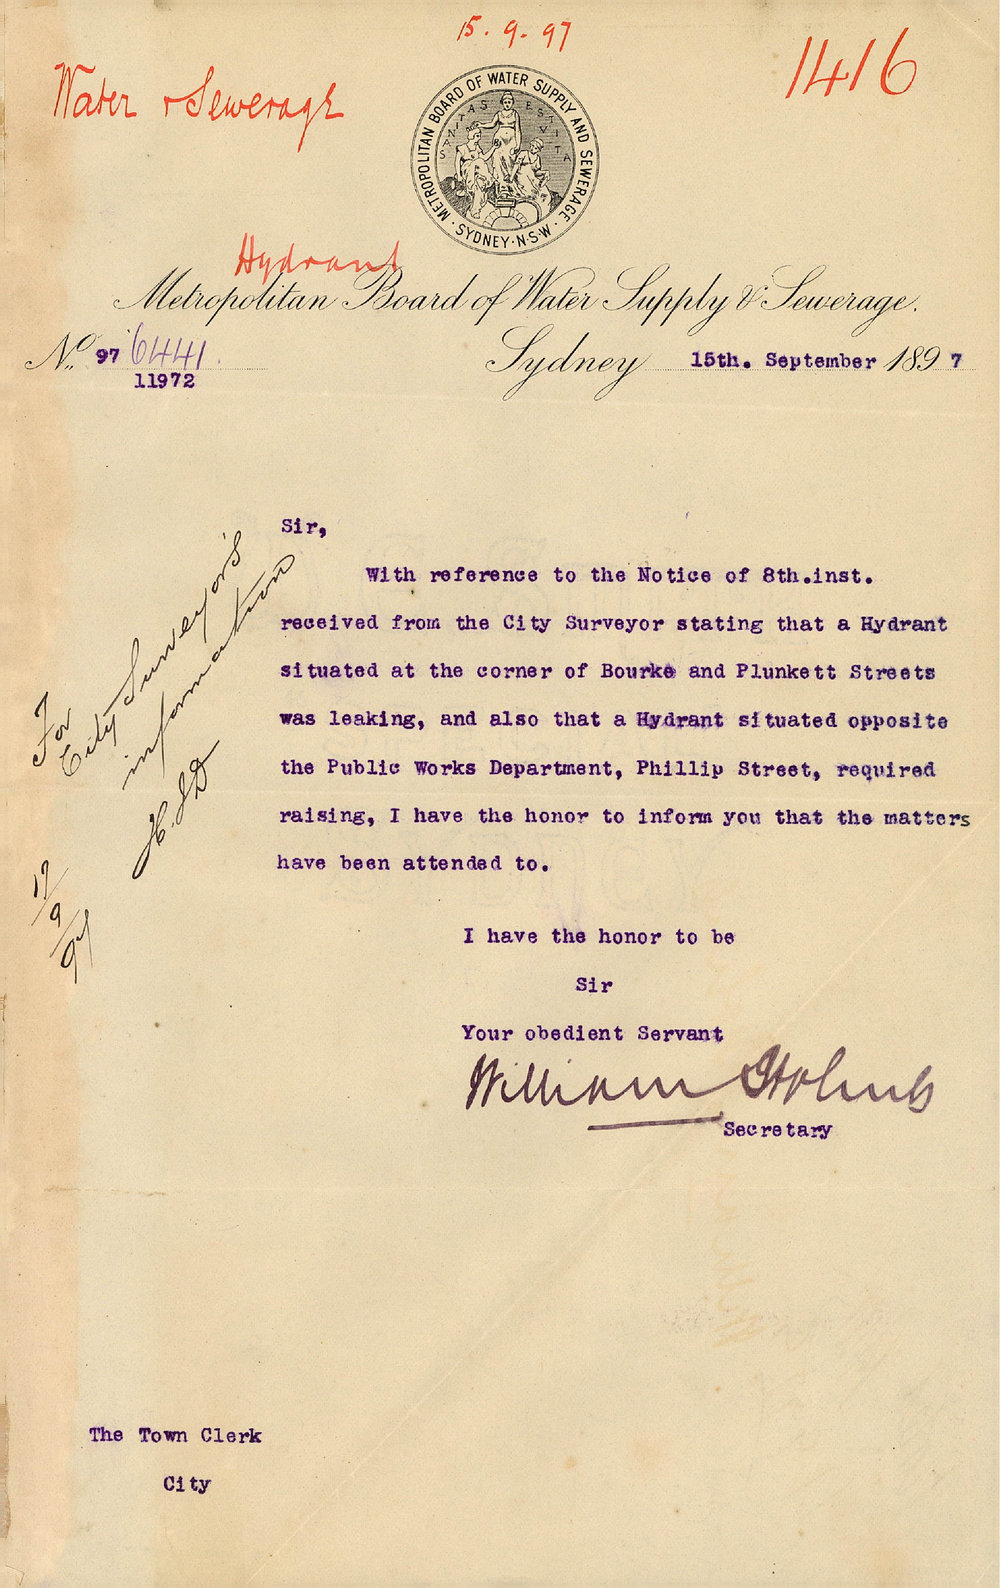 15.9.97
1416
Water & Sewerage
METROPOLITAN BOARD OF WATER SUPPLY AND SEWERAGE
SANITAS EST VITA
· SYDNEY·N·S·W·
Hydrant
Metropolitan Board of Water Supply & Sewerage.
No. 97 6441
11972
Sydney 15th. September 1897
Sir,
With reference to the Notice of 8th.inst.
received from the City Surveyor stating that a Hydrant
situated at the corner of Bourke and Plunkett Streets
was leaking, and also that a Hydrant situated opposite
the Public Works Department, Phillip Street, required
raising, I have the honor to inform you that the matters
have been attended to.
For
City Surveyor's
information
17/9/97
I have the honor to be
Sir
Your obedient Servant
William Holmes
Secretary
The Town Clerk
City